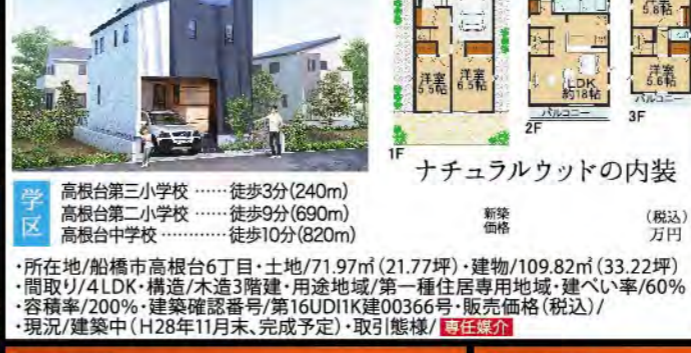 5.8帖
洋室
5.5帖
洋室
6.5帖
LDK
約18帖
バルコニー
洋室
5.6帖
バルコニー
1F
2F
3F
ナチュラルウッドの内装
学区
高根台第三小学校 ……徒歩3分(240m)
高根台第二小学校 ……徒歩9分(690m)
高根台中学校…………徒歩10分(820m)
新築
価格
(税込)
万円
・所在地/船橋市高根台6丁目・土地/71.97㎡(21.77坪)・建物/109.82㎡(33.22坪)
・間取り/4LDK・構造/木造3階建・用途地域/第一種住居専用地域・建ぺい率/60%
・容積率/200%・建築確認番号/第16UDI1K建00366号・販売価格(税込)/
・現況/建築中(H28年11月末、完成予定)・取引態様/ 専任媒介